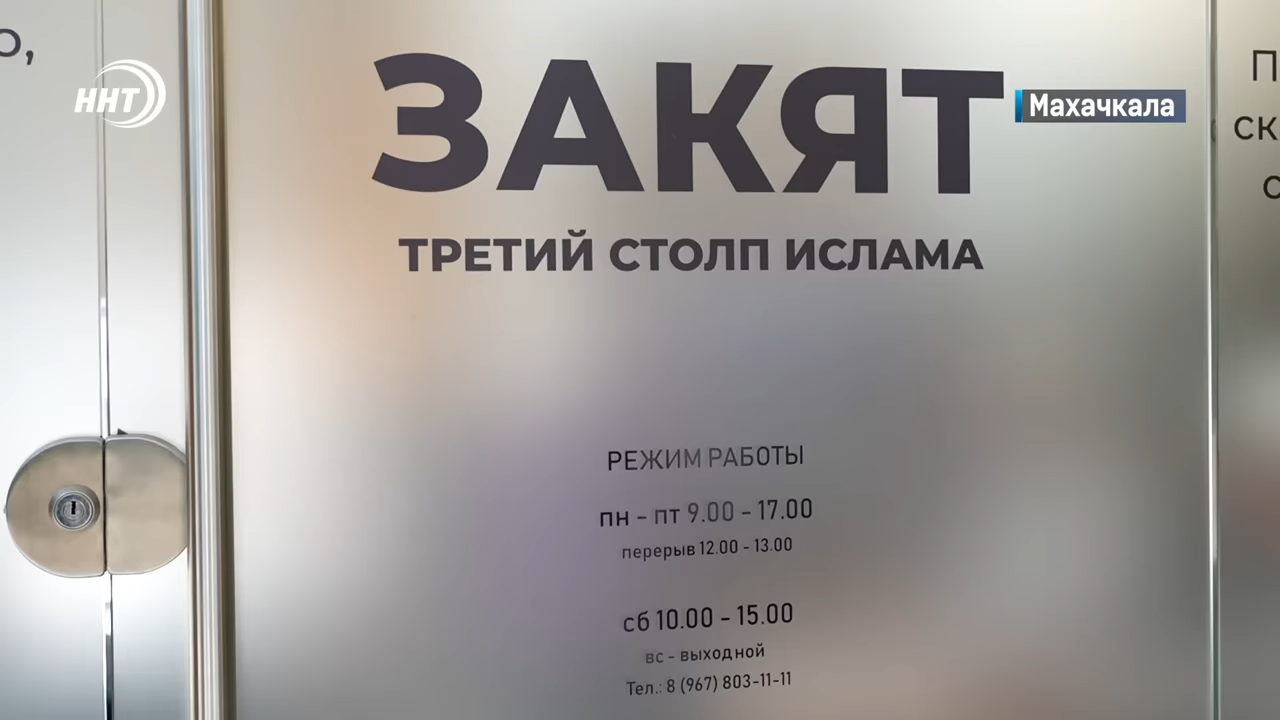 ННТ
Махачкала
ЗАКЯТ
ТРЕТИЙ СТОЛП ИСЛАМА
РЕЖИМ РАБОТЫ
пн - пт 9.00 - 17.00
перерыв 12.00 - 13.00
сб 10.00 - 15.00
вс - выходной
Тел.: 8 (967) 803-11-11